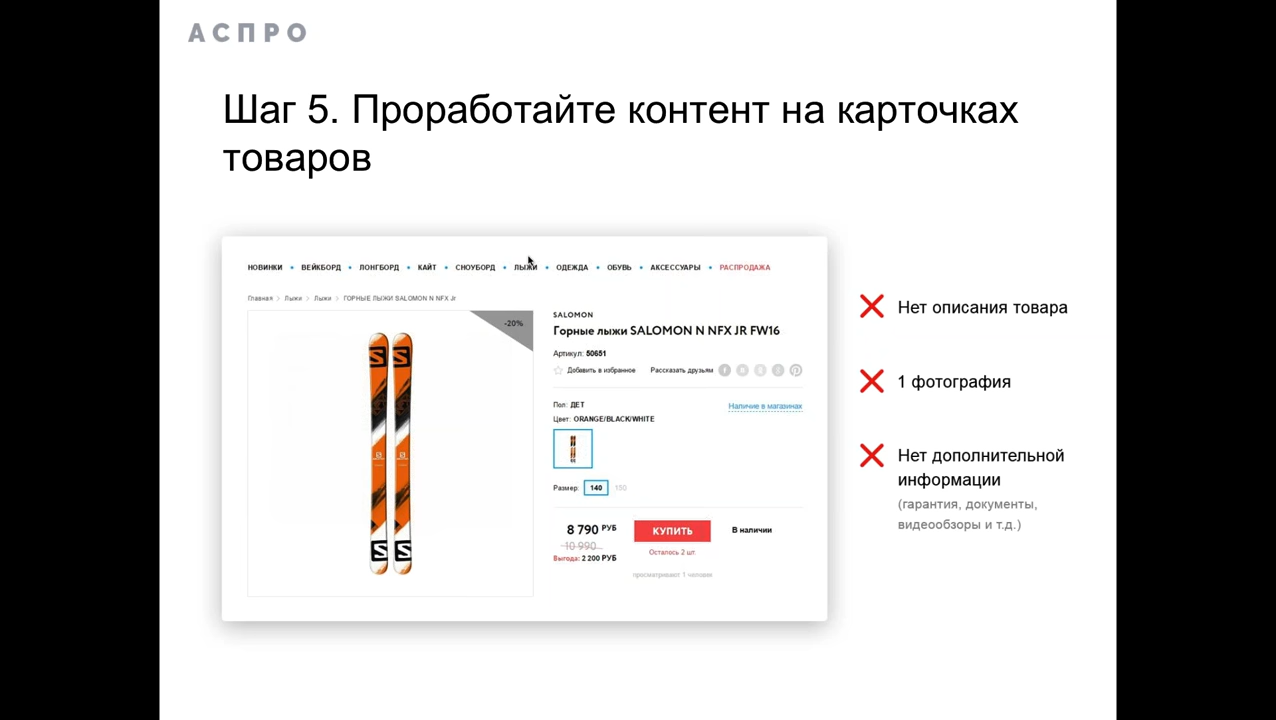 АСПРО
Шаг 5. Проработайте контент на карточках
товаров
НОВИНКИ • ВЕЙКБОРД • ЛОНГБОРД • КАЙТ • СНОУБОРД • ЛЫЖИ • ОДЕЖДА • ОБУВЬ • АКСЕССУАРЫ • РАСПРОДАЖА
Главная > Лыжи > Лыжи > ГОРНЫЕ ЛЫЖИ SALOMON N NFX Jr
-20%
SALOMON
Горные лыжи SALOMON N NFX JR FW16
Артикул: 50651
Добавить в избранное Рассказать друзьям
Пол: ДЕТ
Наличие в магазинах
Цвет: ORANGE/BLACK/WHITE
Размер: 140 150
8 790 РУБ
КУПИТЬ
В наличии
10 990
Осталось 2 шт.
Выгода: 2 200 РУБ
просматривают 1 человек
Нет описания товара
1 фотография
Нет дополнительной
информации
(гарантия, документы,
видеообзоры и т.д.)